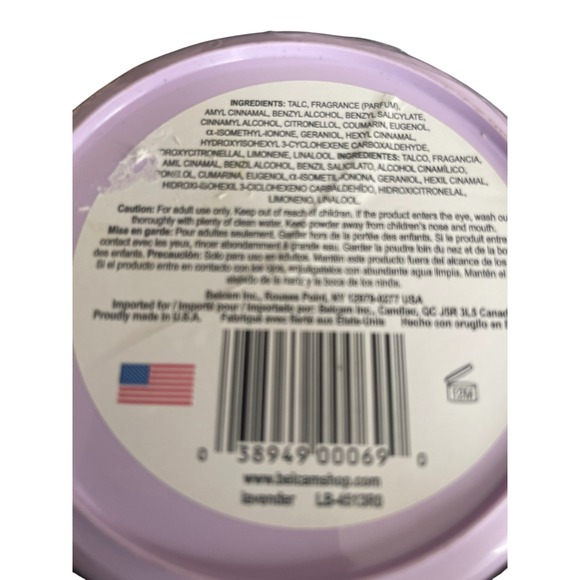 INGREDIENTS: TALC, FRAGRANCE (PARFUM),
AMYL CINNAMAL, BENZYL ALCOHOL, BENZYL SALICYLATE,
CINNAMYL ALCOHOL, CITRONELLOL, COUMARIN, EUGENOL,
α-ISOMETHYL-IONONE, GERANIOL, HEXYL CINNAMAL,
HYDROXYISOHEXYL 3-CYCLOHEXENE CARBOXALDEHYDE,
DROXYCITRONELLAL, LIMONENE, LINALOOL. INGREDIENTES: TALCO, FRAGANCIA,
AMIL CINAMAL, BENZIL ALCOHOL, BENZIL SALICILATO, ALCOHOL CINAMÍLICO,
CUMARINA, EUGENOL, α-ISOMETIL-IONONA, GERANIOL, HEXIL CINAMAL,
HIDROXI-ISOHEXIL 3-CICLOHEXENO CARBALDEHÍDO, HIDROXICITRONELAL,
LIMONENO, LINALOOL.
Caution: For adult use only. Keep out of reach of children. If the product enters the eye, wash ou
thoroughly with plenty of clean water. Keep powder away from children's nose and mouth.
Mise en garde: Pour adultes seulement. Garder hors de la portée des enfants. Si le produit entre
contact avec les yeux, rincer abondamment à grande eau. Garder la poudre loin du nez et de la bo
des enfants. Precaución: Solo para uso en adultos. Mantén este producto fuera del alcance de los
Si el producto entre en contacto con los ojos, enjuágalos con abundante agua limpia. Mantén el
alejado de la nariz y la boca de los
Belcam Inc., Rouses Point, NY USA
Imported for / Importé pour / Importado por: Belcam Inc., Candiac, QC J5R 3L5 Canad
Proudly made in U.S.A. Fabriqué avec fierté aux États-Unis Hecho con orgullo en
12M
0 38949 00069 0
www.belcamshop.com
lavender